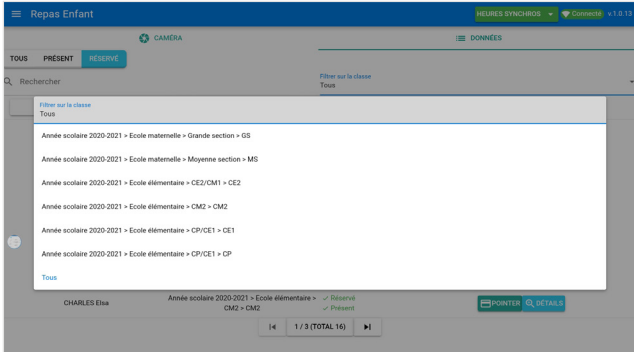 Repas Enfant
HEURES SYNCHROS
Connecté
v.1.0.13
CAMÉRA
DONNÉES
TOUS
PRÉSENT
RÉSERVÉ
Rechercher
Filtrer sur la classe
Tous
Filtrer sur la classe
Tous
Année scolaire 2020-2021 > Ecole maternelle > Grande section > GS
Année scolaire 2020-2021 > Ecole maternelle > Moyenne section > MS
Année scolaire 2020-2021 > Ecole élémentaire > CE2/CM1 > CE2
Année scolaire 2020-2021 > Ecole élémentaire > CM2 > CM2
Année scolaire 2020-2021 > Ecole élémentaire > CP/CE1 > CE1
Année scolaire 2020-2021 > Ecole élémentaire > CP/CE1 > CP
Tous
CHARLES Elsa
Année scolaire 2020-2021 > Ecole élémentaire >
CM2 > CM2
Réservé
Présent
POINTER
DÉTAILS
1 / 3 (TOTAL 16)